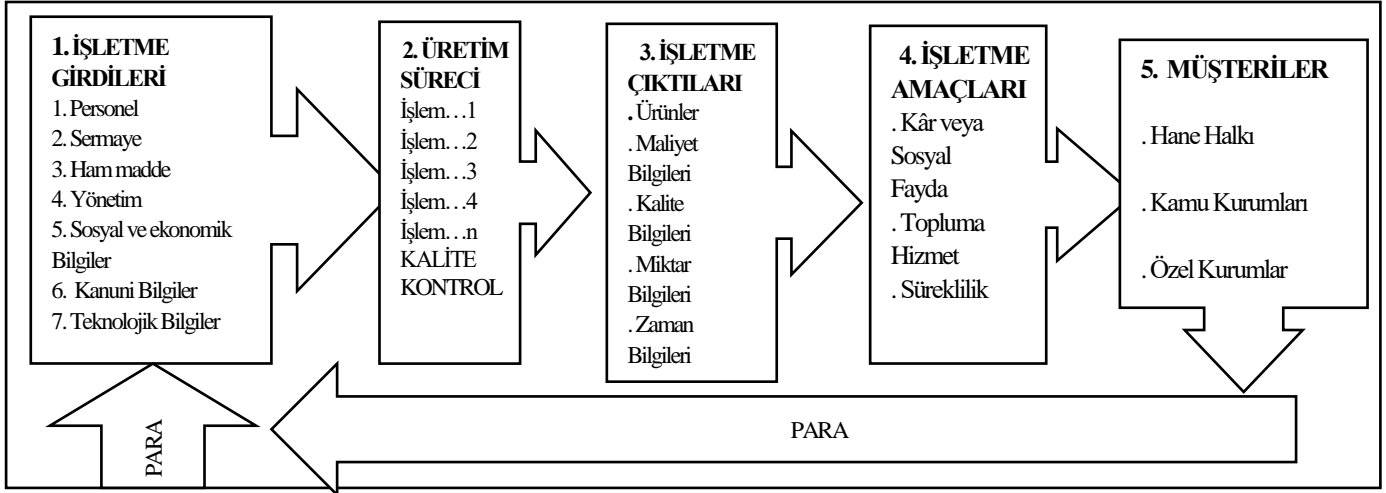 1. İŞLETME
GİRDİLERİ
1. Personel
2. Sermaye
3. Ham madde
4. Yönetim
5. Sosyal ve ekonomik
Bilgiler
6. Kanuni Bilgiler
7. Teknolojik Bilgiler
2. ÜRETİM
SÜRECİ
İşlem…1
İşlem…2
İşlem…3
İşlem…4
İşlem…n
KALİTE
KONTROL
3. İŞLETME
ÇIKTILARI
. Ürünler
. Maliyet
Bilgileri
. Kalite
Bilgileri
. Miktar
Bilgileri
. Zaman
Bilgileri
4. İŞLETME
AMAÇLARI
. Kâr veya
Sosyal
Fayda
. Topluma
Hizmet
. Süreklilik
5. MÜŞTERİLER
. Hane Halkı
. Kamu Kurumları
. Özel Kurumlar
PARA
PARA